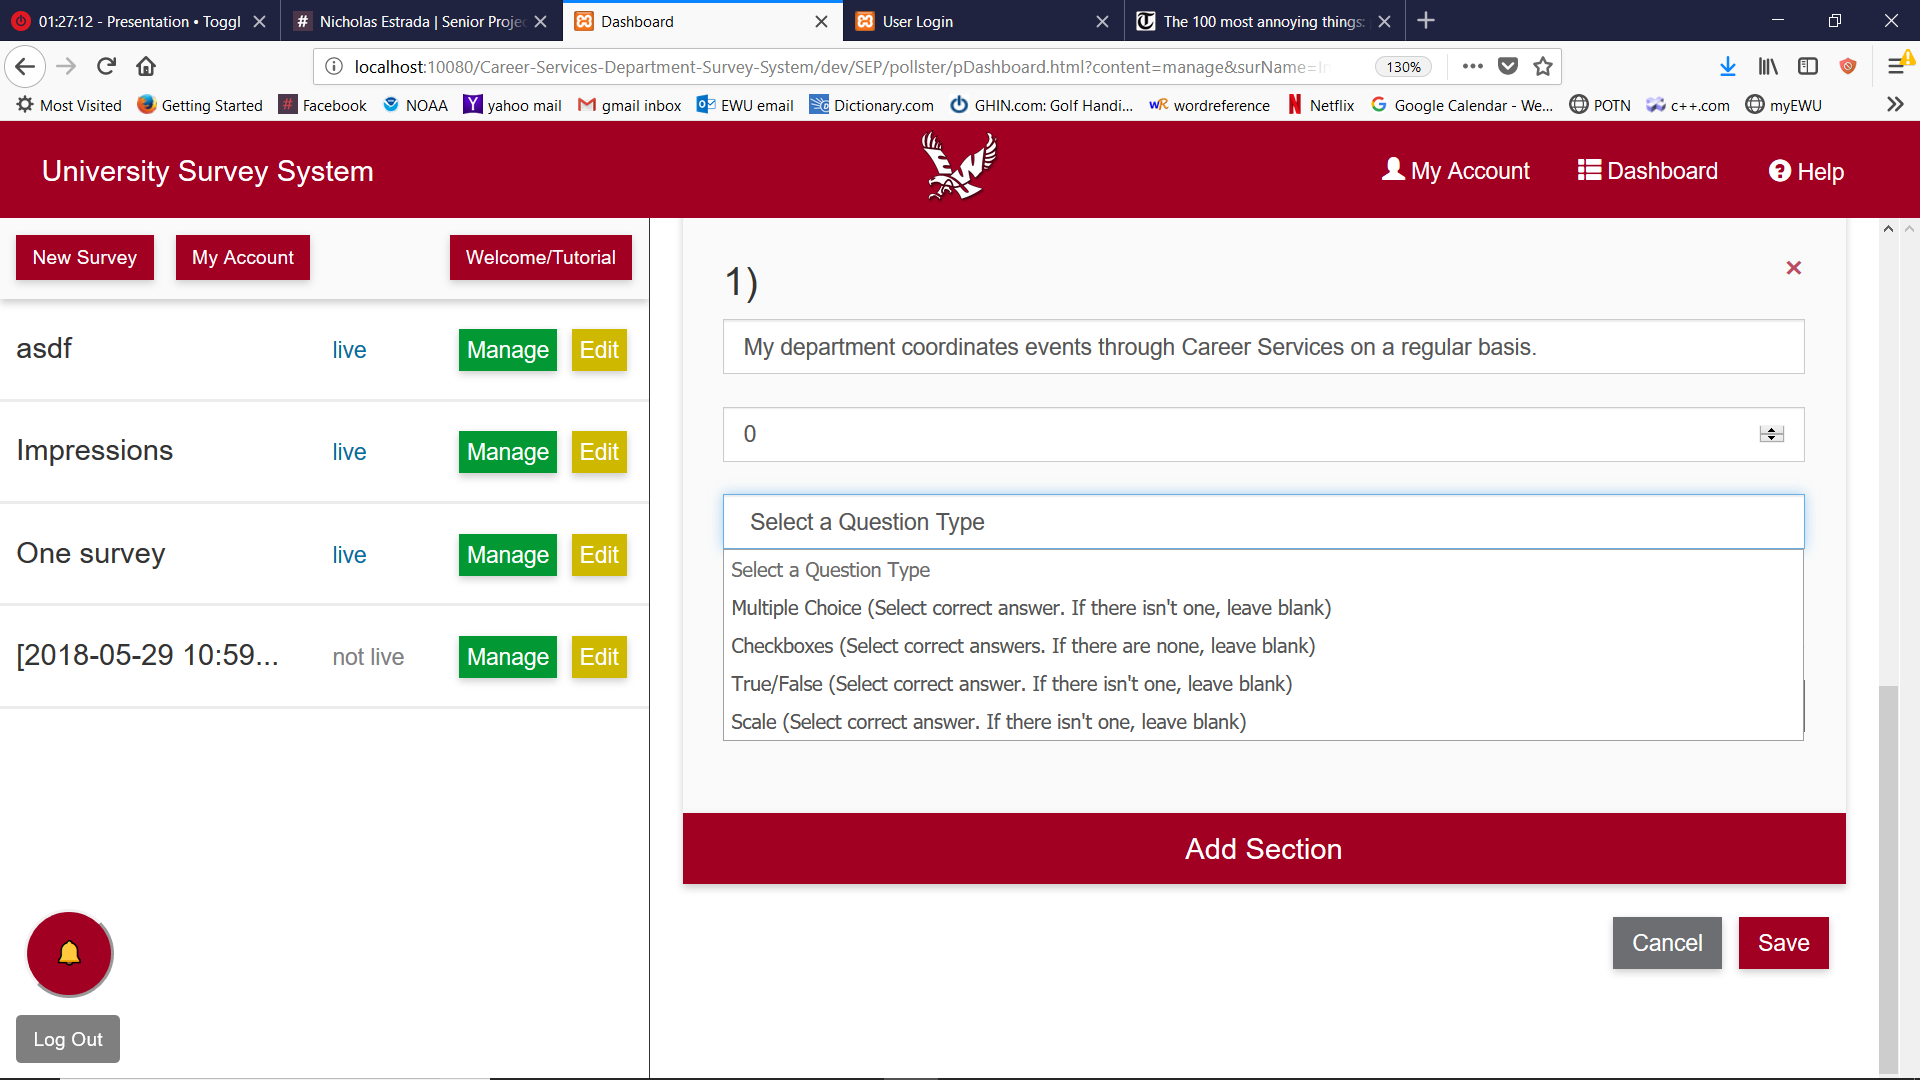 01:27:12 - Presentation • Toggl
Nicholas Estrada | Senior Projec
Dashboard
User Login
The 100 most annoying things:
localhost:10080/Career-Services-Department-Survey-System/dev/SEP/pollster/pDashboard.html?content=manage&surName=I
130%
Most Visited
Getting Started
Facebook
NOAA
yahoo mail
gmail inbox
EWU email
Dictionary.com
GHIN.com: Golf Handi...
wordreference
Netflix
Google Calendar - We...
POTN
c++.com
myEWU
University Survey System
My Account
Dashboard
Help
New Survey
My Account
Welcome/Tutorial
asdf live Manage Edit
Impressions live Manage Edit
One survey live Manage Edit
[2018-05-29 10:59... not live Manage Edit
Log Out
1)
My department coordinates events through Career Services on a regular basis.
0
Select a Question Type
Select a Question Type
Multiple Choice (Select correct answer. If there isn't one, leave blank)
Checkboxes (Select correct answers. If there are none, leave blank)
True/False (Select correct answer. If there isn't one, leave blank)
Scale (Select correct answer. If there isn't one, leave blank)
Add Section
Cancel
Save